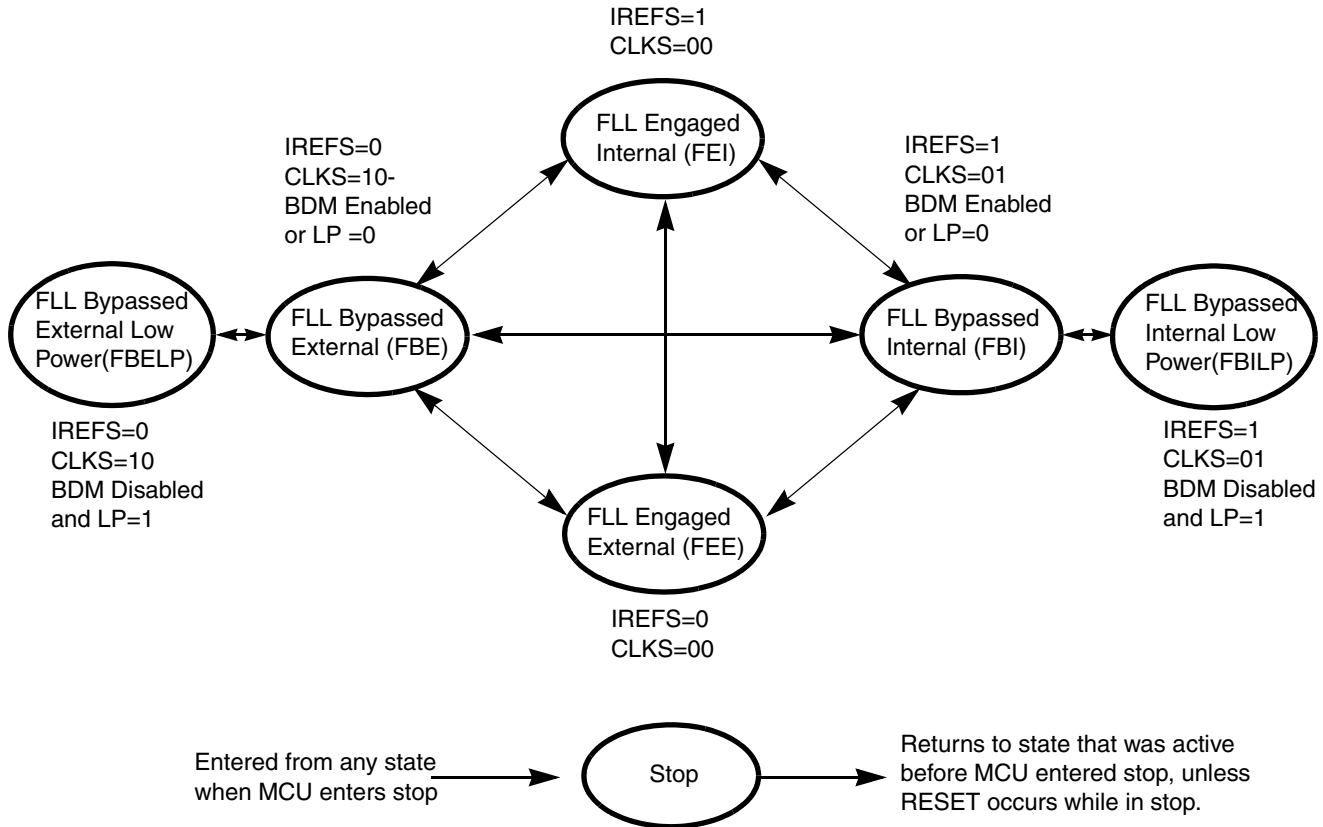 IREFS=1
CLKS=00
FLL Engaged
Internal (FEI)
IREFS=0
CLKS=10-
BDM Enabled
or LP =0
IREFS=1
CLKS=01
BDM Enabled
or LP=0
FLL Bypassed
External Low
Power(FBELP)
FLL Bypassed
External (FBE)
FLL Bypassed
Internal (FBI)
FLL Bypassed
Internal Low
Power(FBILP)
IREFS=0
CLKS=10
BDM Disabled
and LP=1
FLL Engaged
External (FEE)
IREFS=1
CLKS=01
BDM Disabled
and LP=1
IREFS=0
CLKS=00
Entered from any state
when MCU enters stop
Stop
Returns to state that was active
before MCU entered stop, unless
RESET occurs while in stop.